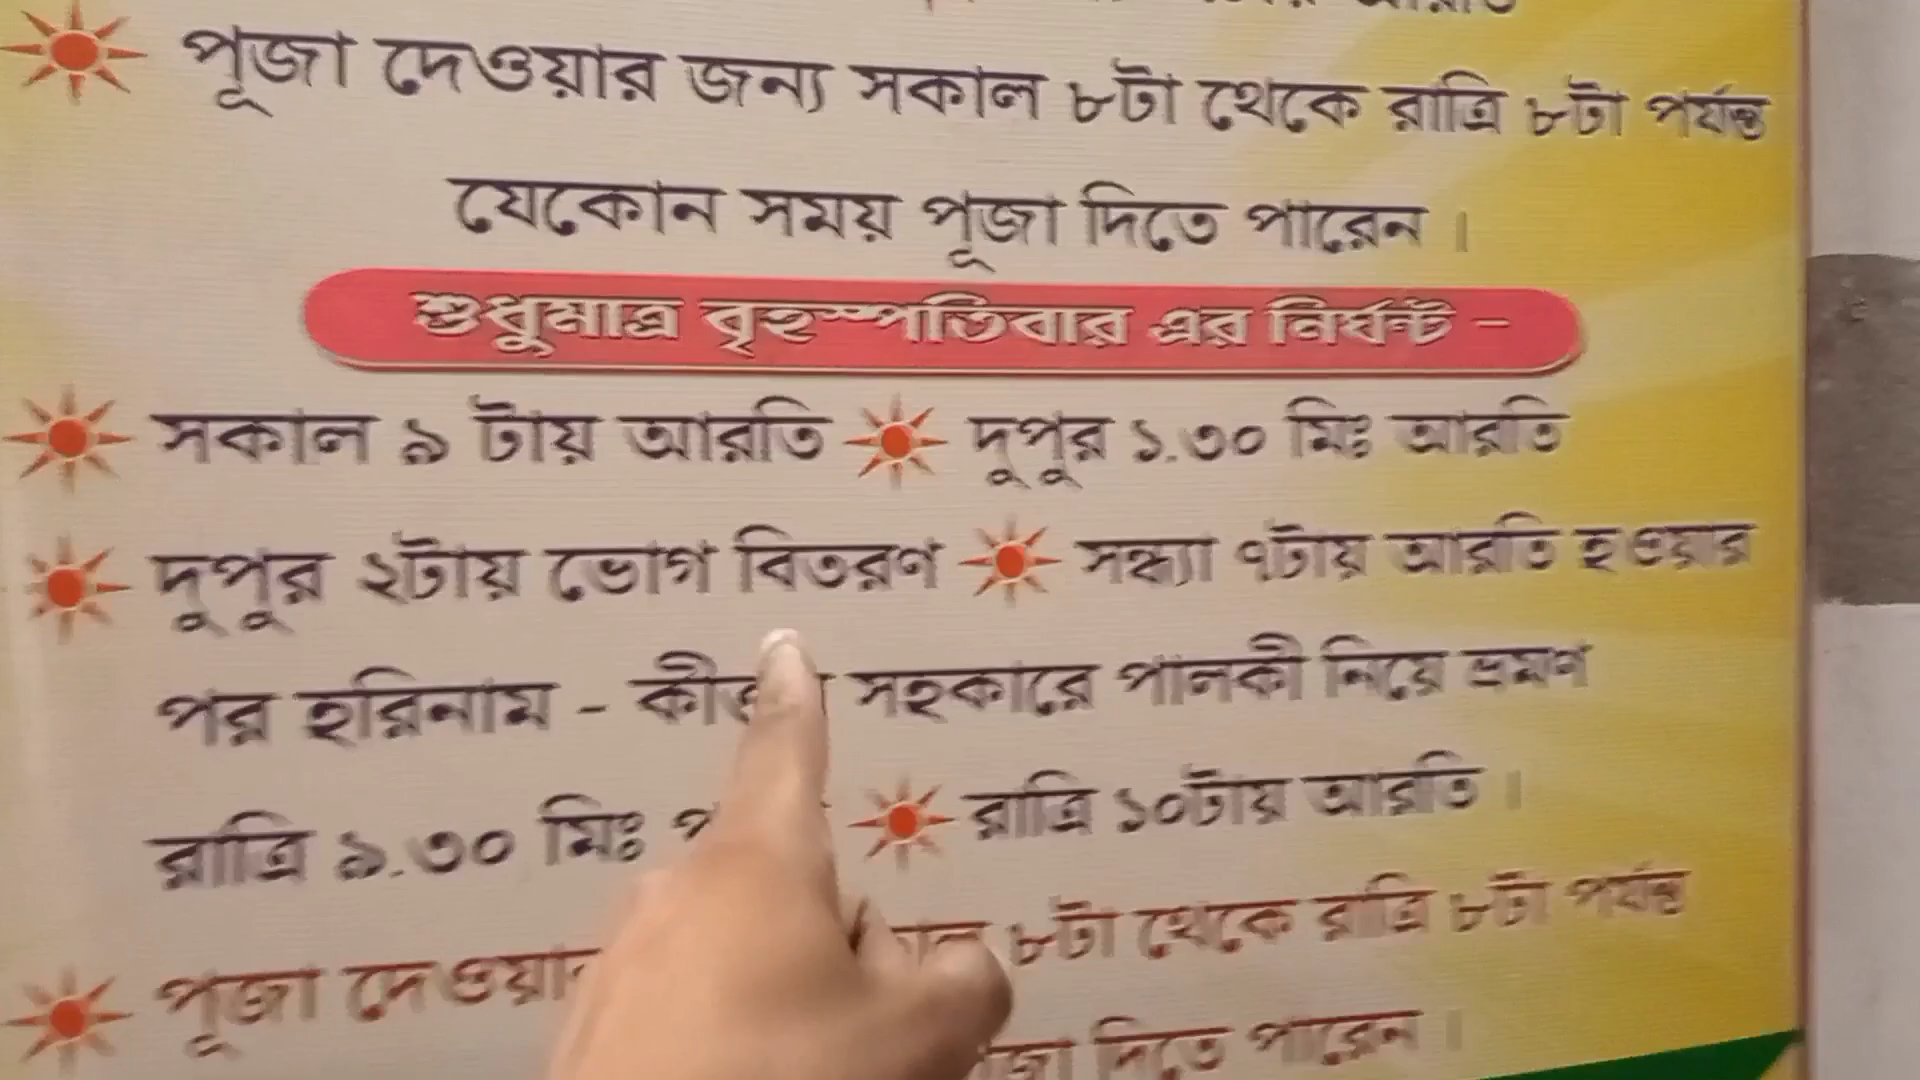 আরতি
পূজা দেওয়ার জন্য সকাল ৮টা থেকে রাত্রি ৮টা পর্যন্ত
যেকোন সময় পূজা দিতে পারেন ।
শুধুমাত্র বৃহস্পতিবার এর নির্ঘন্ট -
সকাল ৯ টায় আরতি দুপুর ১.৩০ মিঃ আরতি
দুপুর ২টায় ভোগ বিতরণ সন্ধ্যা ৭টায় আরতি হওয়ার
পর হরিনাম - সহকারে পালকী নিয়ে ভ্রমণ
রাত্রি ৯.৩০ মিঃ রাত্রি ১০টায় আরতি ।
পূজা ৮টা থেকে রাত্রি ৮টা পর্যন্ত
দিতে পারেন ।